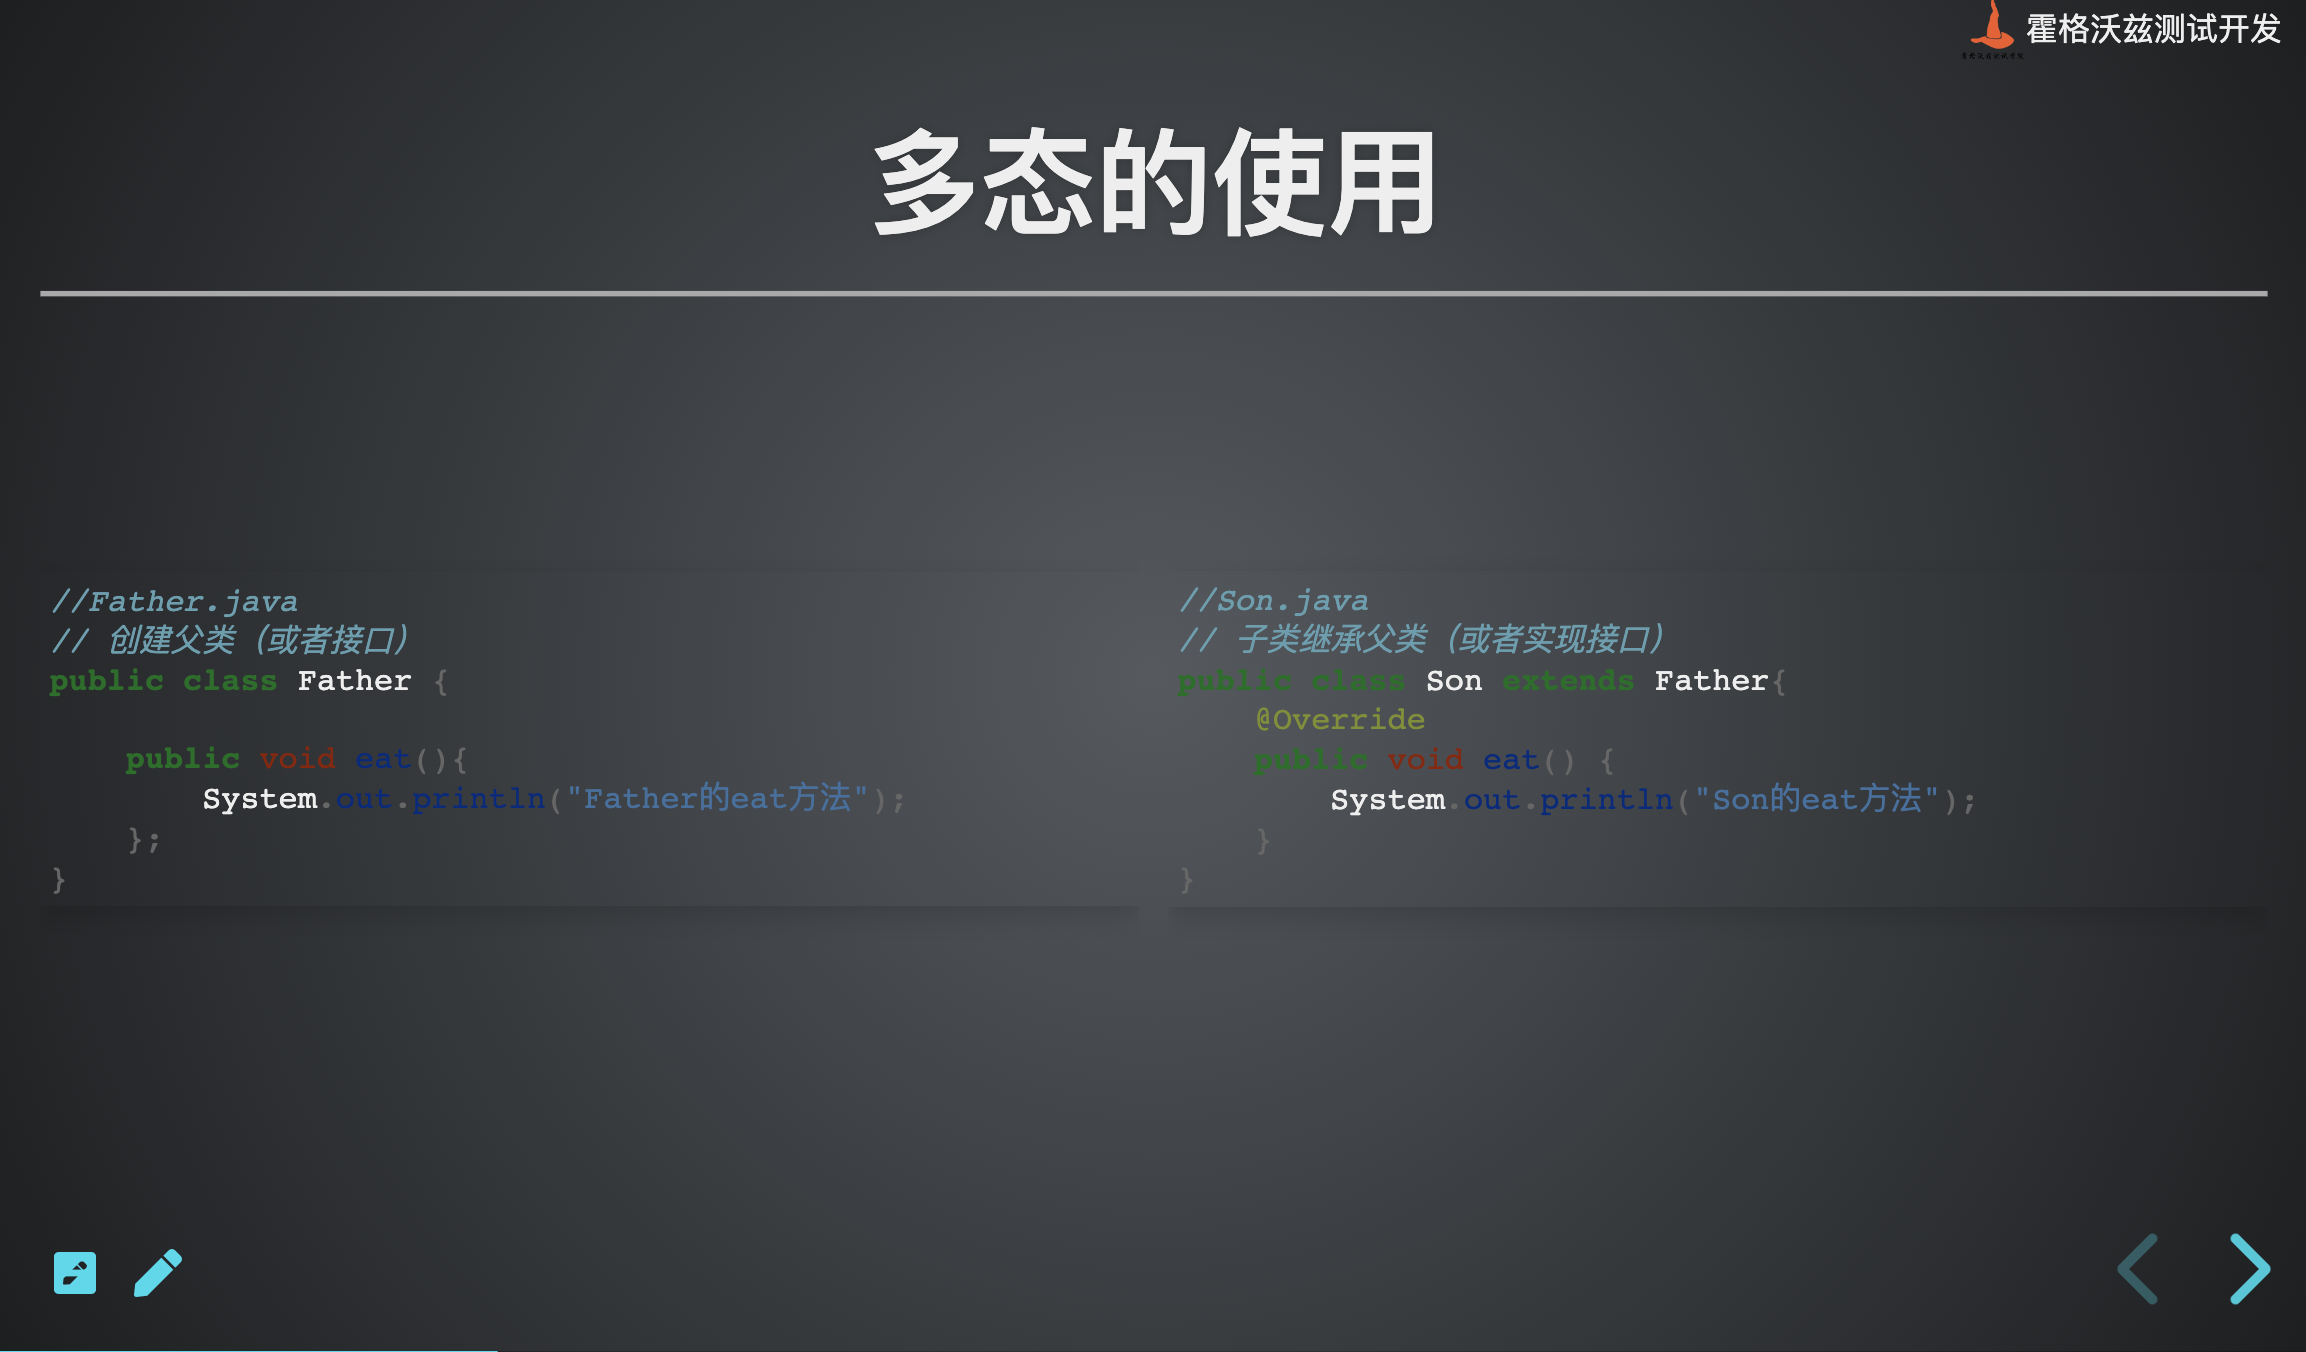 霍格沃兹测试开发
多态的使用
//Father.java
// 创建父类（或者接口）
public class Father {
    public void eat(){
        System.out.println("Father的eat方法");
    };
}
//Son.java
// 子类继承父类（或者实现接口）
public class Son extends Father{
    @Override
    public void eat() {
        System.out.println("Son的eat方法");
    }
}